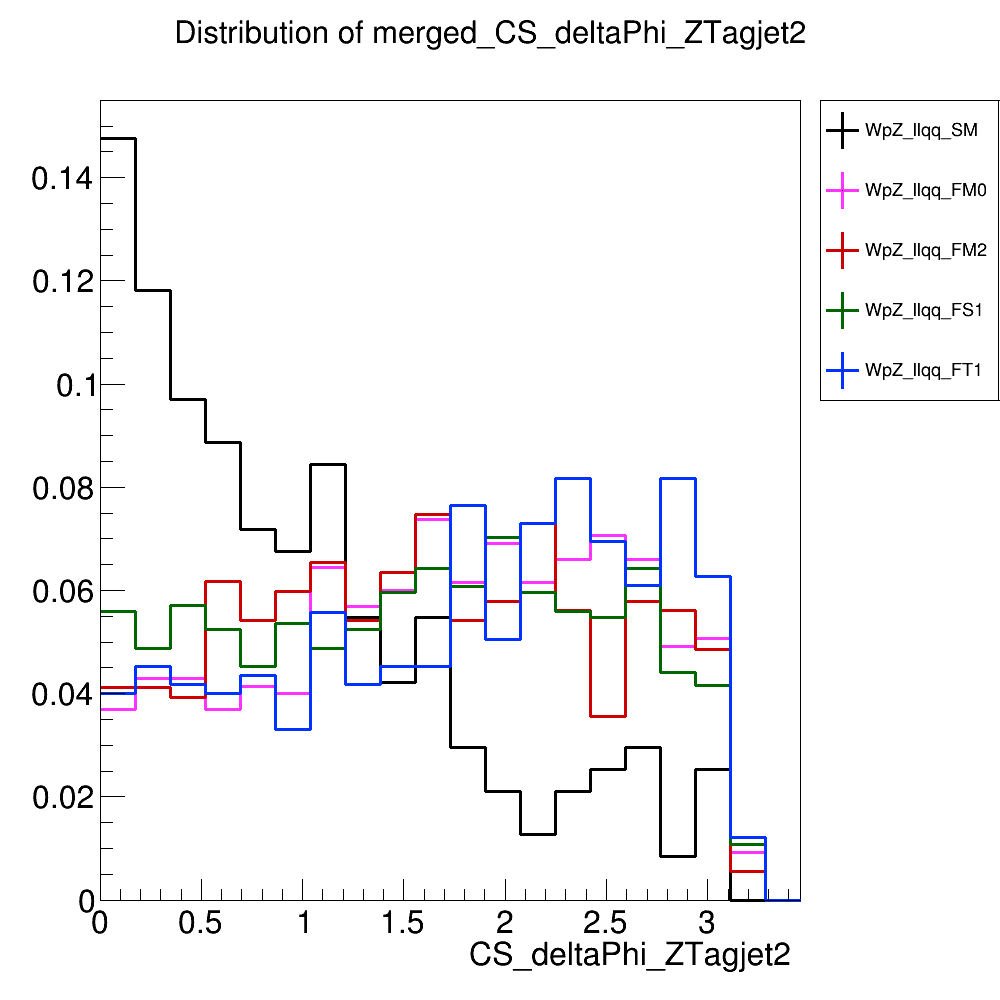 Distribution of merged_CS_deltaPhi_ZTagjet2
WpZ_llqq_SM
WpZ_llqq_FM0
WpZ_llqq_FM2
WpZ_llqq_FS1
WpZ_llqq_FT1
0.14
0.12
0.1
0.08
0.06
0.04
0.02
0
0 0.5 1 1.5 2 2.5 3
CS_deltaPhi_ZTagjet2